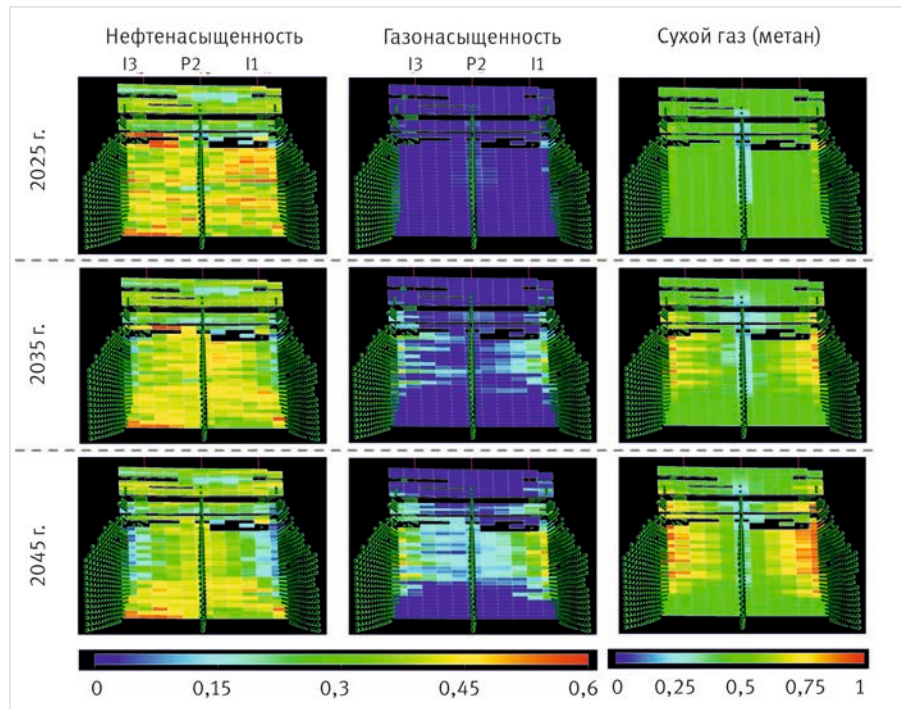 Нефтенасыщенность Газонасыщенность Сухой газ (метан)
I3 P2 I1 I3 P2 I1
2025 г.
2035 г.
2045 г.
0 0,15 0,3 0,45 0,6 0 0,25 0,5 0,75 1